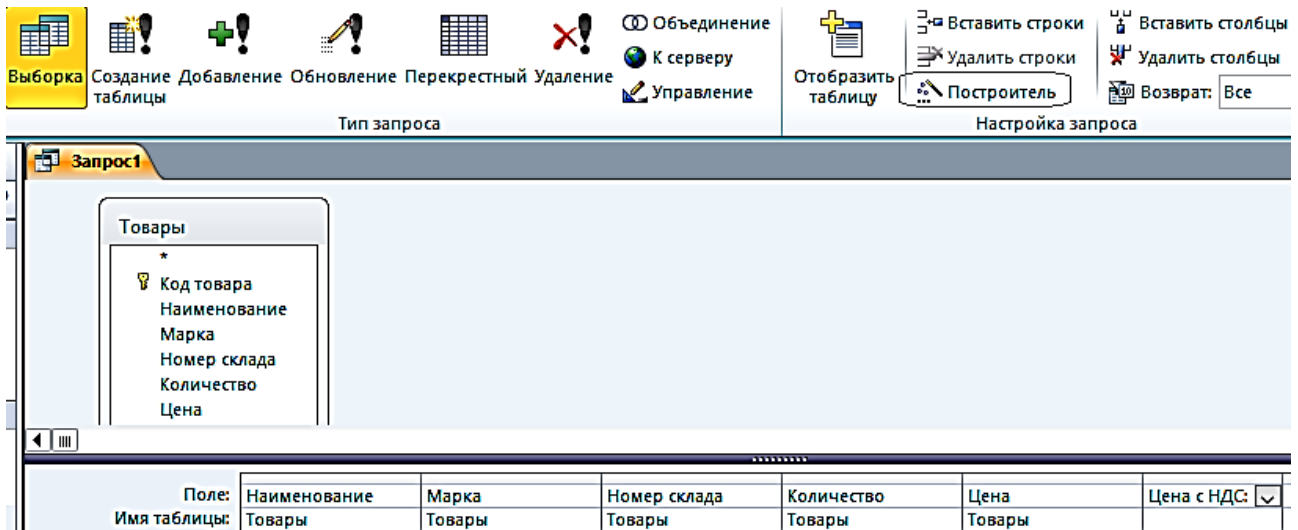 Выборка
Создание таблицы
Добавление
Обновление
Перекрестный
Удаление
Объединение
К серверу
Управление
Тип запроса
Отобразить таблицу
Вставить строки
Удалить строки
Построитель
Вставить столбцы
Удалить столбцы
Возврат: Все
Настройка запроса
Запрос1
Товары
*
Код товара
Наименование
Марка
Номер склада
Количество
Цена
Поле: Наименование Марка Номер склада Количество Цена Цена с НДС:
Имя таблицы: Товары Товары Товары Товары Товары